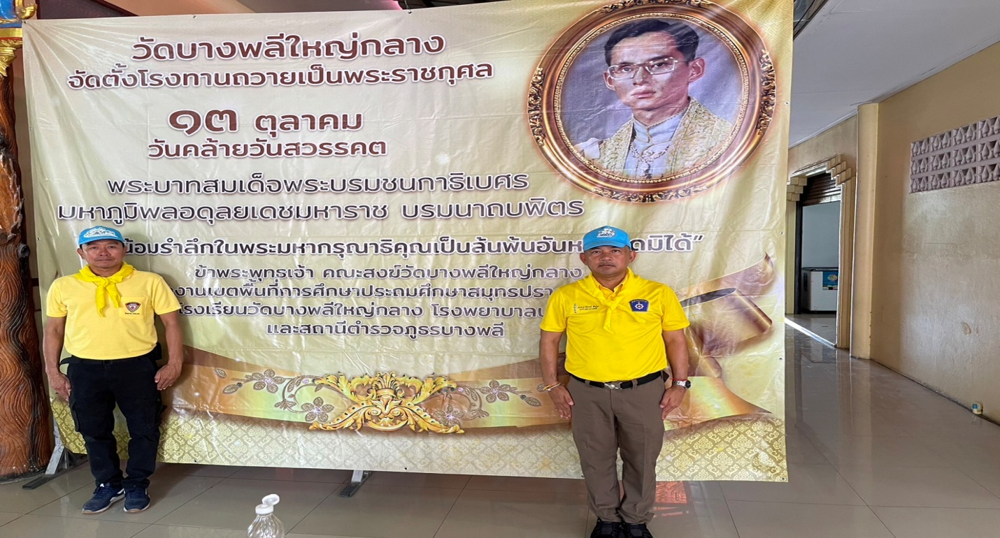 วัดบางพลีใหญ่กลาง
จัดตั้งโรงทานถวายเป็นพระราชกุศล
๑๓ ตุลาคม
วันคล้ายวันสวรรคต
พระบาทสมเด็จพระบรมชนกาธิเบศร
มหาภูมิพลอดุลยเดชมหาราช บรมนาถบพิตร
น้อมรำลึกในพระมหากรุณาธิคุณเป็นล้นพ้นอันห ดมิได้”
ข้าพระพุทธเจ้า คณะสงฆ์วัดบางพลีใหญ่กลาง
งานเขตพื้นที่การศึกษาประถมศึกษาสมุทรปรา
โรงเรียนวัดบางพลีใหญ่กลาง โรงพยาบาลบ
และสถานีตำรวจภูธรบางพลี